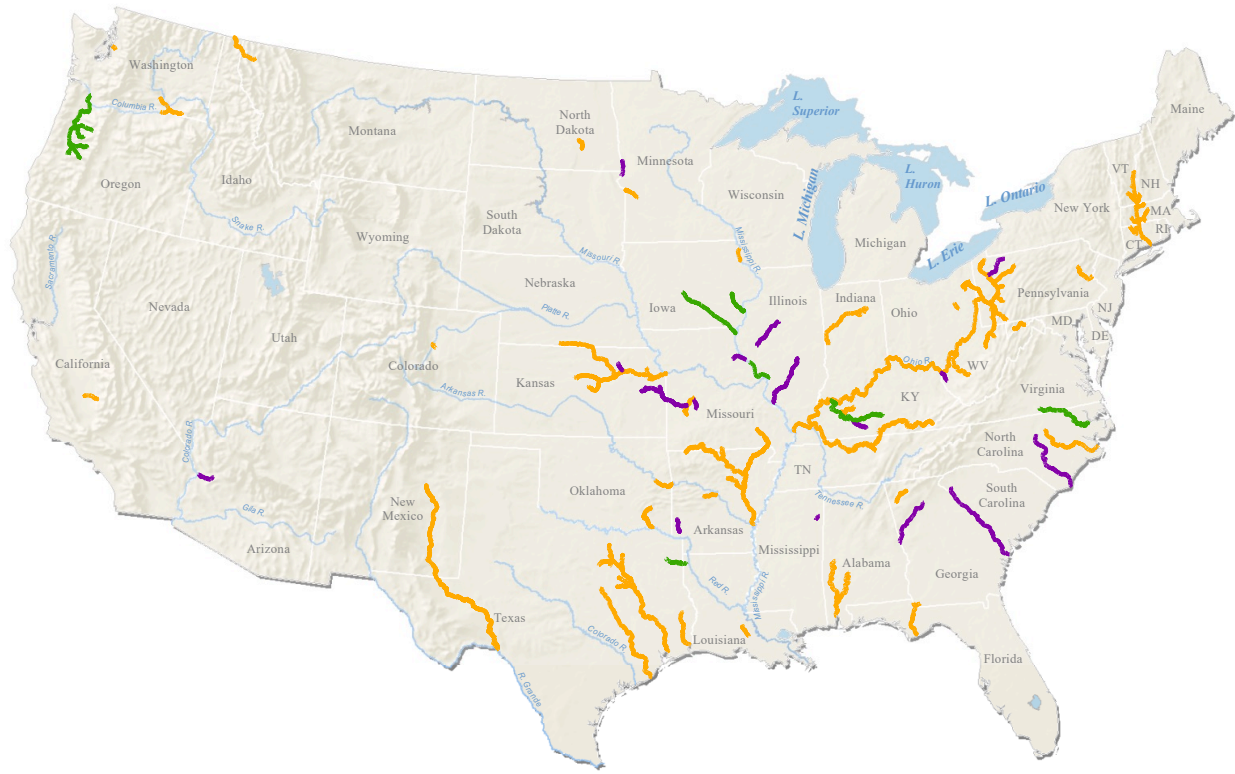 Washington
Columbia R.
Montana
North
Dakota
Minnesota
L.
Superior
Maine
Oregon
Idaho
Snake R.
Wyoming
South
Dakota
Wisconsin
L. Michigan
L.
Huron
Michigan
L. Ontario
L. Erie
New York
VT
NH
MA
RI
CT
Sacramento R.
Nevada
Utah
California
Colorado
Nebraska
Platte R.
Missouri R.
Mississippi R.
Iowa
Illinois
Indiana
Ohio
Pennsylvania
NJ
MD
DE
Ohio R.
WV
Virginia
KY
Kansas
Arkansas R.
Missouri
Colorado R.
Gila R.
Arizona
New
Mexico
Oklahoma
Arkansas
TN
Tennessee R.
North
Carolina
South
Carolina
Mississippi
Alabama
Georgia
Red R.
Mississippi R.
Texas
Colorado R.
Louisiana
R. Grande
Florida